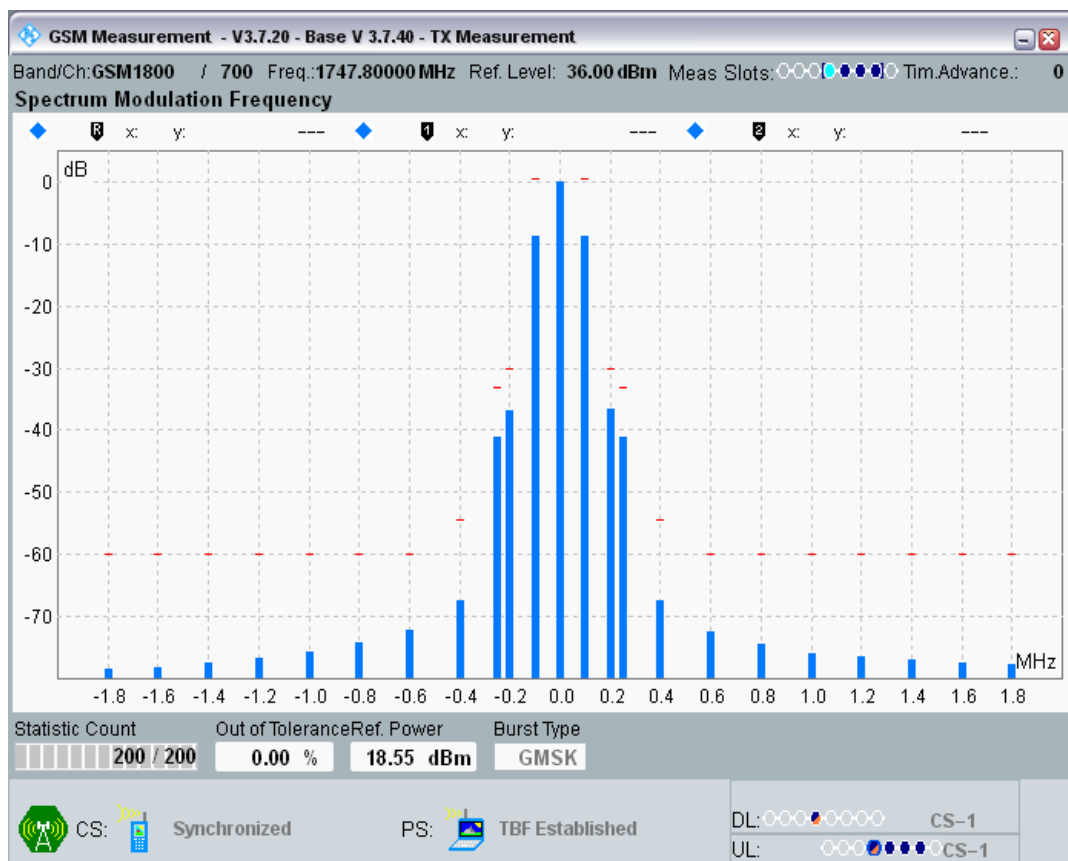 GSM Measurement - V3.7.20 - Base V 3.7.40 - TX Measurement
Band/Ch:GSM1800 / 700 Freq.:1747.80000 MHz Ref. Level: 36.00 dBm Meas Slots: Tim.Advance.: 0
Spectrum Modulation Frequency
R x: y: --- 1 x: y: --- 2 x: y: ---
dB
0
-10
-20
-30
-40
-50
-60
-70
MHz
-1.8 -1.6 -1.4 -1.2 -1.0 -0.8 -0.6 -0.4 -0.2 0.0 0.2 0.4 0.6 0.8 1.0 1.2 1.4 1.6 1.8
Statistic Count Out of Tolerance Ref. Power Burst Type
200 / 200 0.00 % 18.55 dBm GMSK
CS: Synchronized PS: TBF Established
DL: CS-1
UL: CS-1